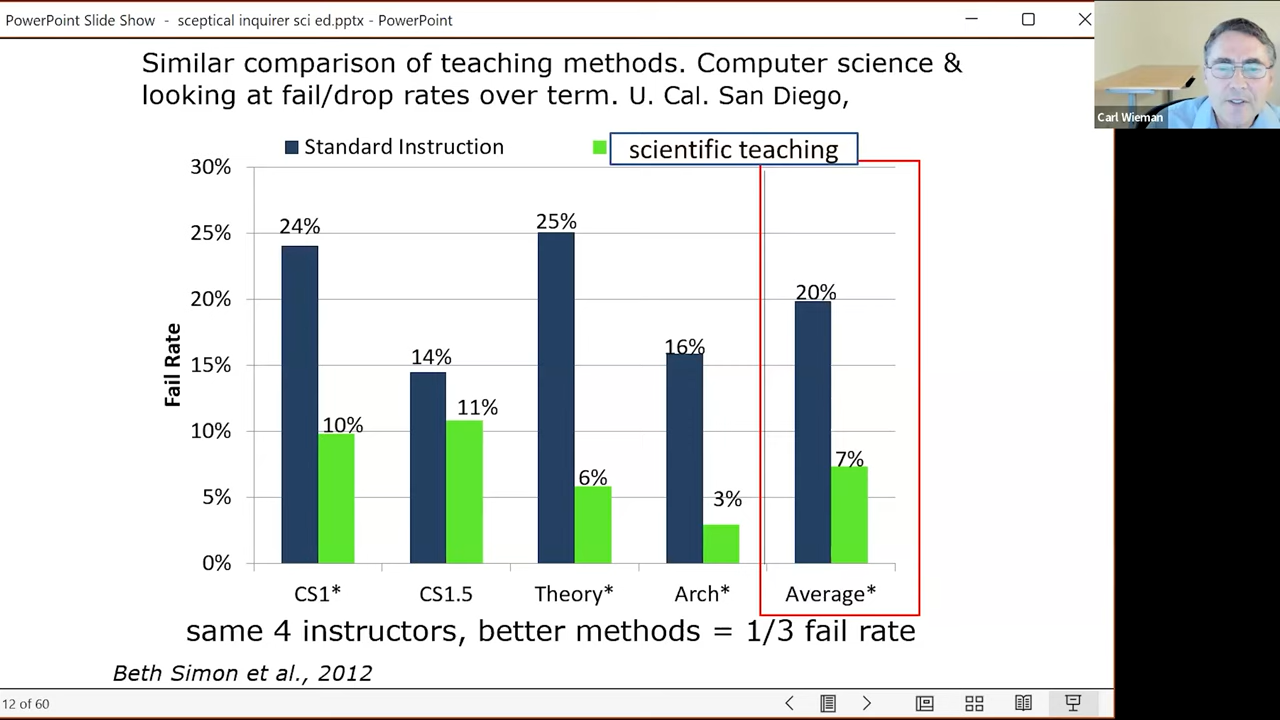 PowerPoint Slide Show - sceptical inquirer sci ed.pptx - PowerPoint
Similar comparison of teaching methods. Computer science &
looking at fail/drop rates over term. U. Cal. San Diego,
Carl Wieman
Standard Instruction
scientific teaching
30%
25%
20%
15%
10%
5%
0%
Fail Rate
24%
10%
14%
11%
25%
6%
16%
3%
20%
7%
CS1*
CS1.5
Theory*
Arch*
Average*
same 4 instructors, better methods = 1/3 fail rate
Beth Simon et al., 2012
12 of 60